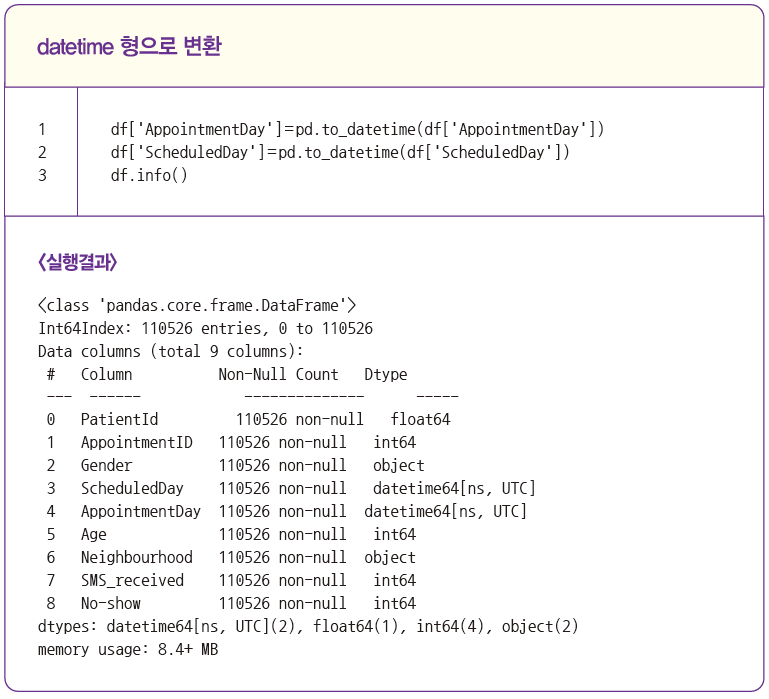 datetime 형으로 변환
1 df['AppointmentDay']=pd.to_datetime(df['AppointmentDay'])
2 df['ScheduledDay']=pd.to_datetime(df['ScheduledDay'])
3 df.info()
<실행결과>
<class 'pandas.core.frame.DataFrame'>
Int64Index: 110526 entries, 0 to 110526
Data columns (total 9 columns):
# Column Non-Null Count Dtype
--- ------ -------------- -----
0 PatientId 110526 non-null float64
1 AppointmentID 110526 non-null int64
2 Gender 110526 non-null object
3 ScheduledDay 110526 non-null datetime64[ns, UTC]
4 AppointmentDay 110526 non-null datetime64[ns, UTC]
5 Age 110526 non-null int64
6 Neighbourhood 110526 non-null object
7 SMS_received 110526 non-null int64
8 No-show 110526 non-null int64
dtypes: datetime64[ns, UTC](2), float64(1), int64(4), object(2)
memory usage: 8.4+ MB